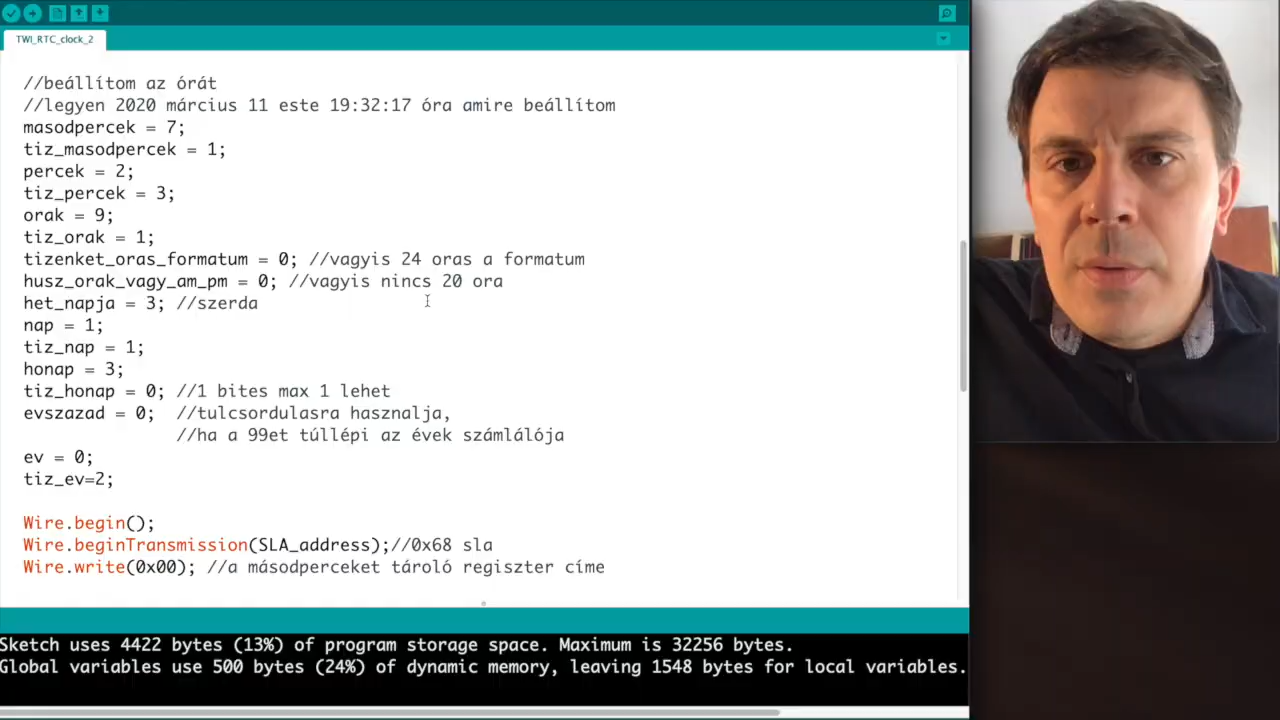 TWI_RTC_clock_2
//beállítom az órát
//legyen 2020 március 11 este 19:32:17 óra amire beállítom
masodpercek = 7;
tiz_masodpercek = 1;
percek = 2;
tiz_percek = 3;
orak = 9;
tiz_orak = 1;
tizenket_oras_formatum = 0; //vagyis 24 oras a formatum
husz_orak_vagy_am_pm = 0; //vagyis nincs 20 ora
het_napja = 3; //szerda
nap = 1;
tiz_nap = 1;
honap = 3;
tiz_honap = 0; //1 bites max 1 lehet
evszazad = 0; //tulcsordulasra hasznalja,
//ha a 99et túllépi az évek számlálója
ev = 0;
tiz_ev=2;
Wire.begin();
Wire.beginTransmission(SLA_address);//0x68 sla
Wire.write(0x00); //a másodperceket tároló regiszter címe
Sketch uses 4422 bytes (13%) of program storage space. Maximum is 32256 bytes.
Global variables use 500 bytes (24%) of dynamic memory, leaving 1548 bytes for local variables.